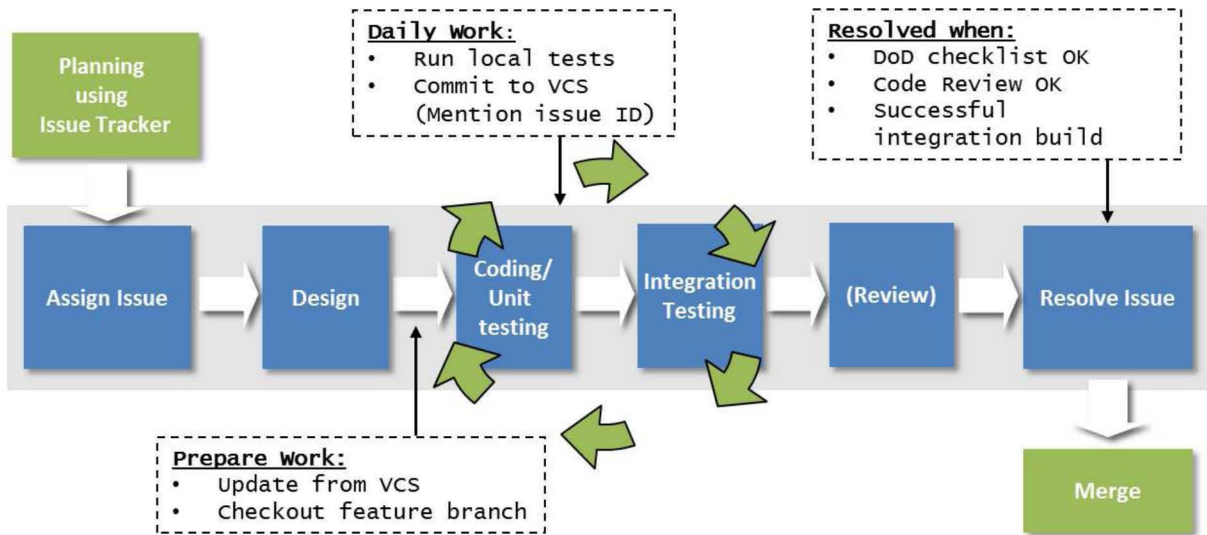 Planning
using
Issue Tracker
Daily Work:
• Run local tests
• Commit to VCS
(Mention issue ID)
Resolved when:
• DoD checklist OK
• Code Review OK
• Successful
integration build
Assign Issue
Design
Coding/
Unit
testing
Integration
Testing
(Review)
Resolve Issue
Prepare Work:
• Update from VCS
• Checkout feature branch
Merge